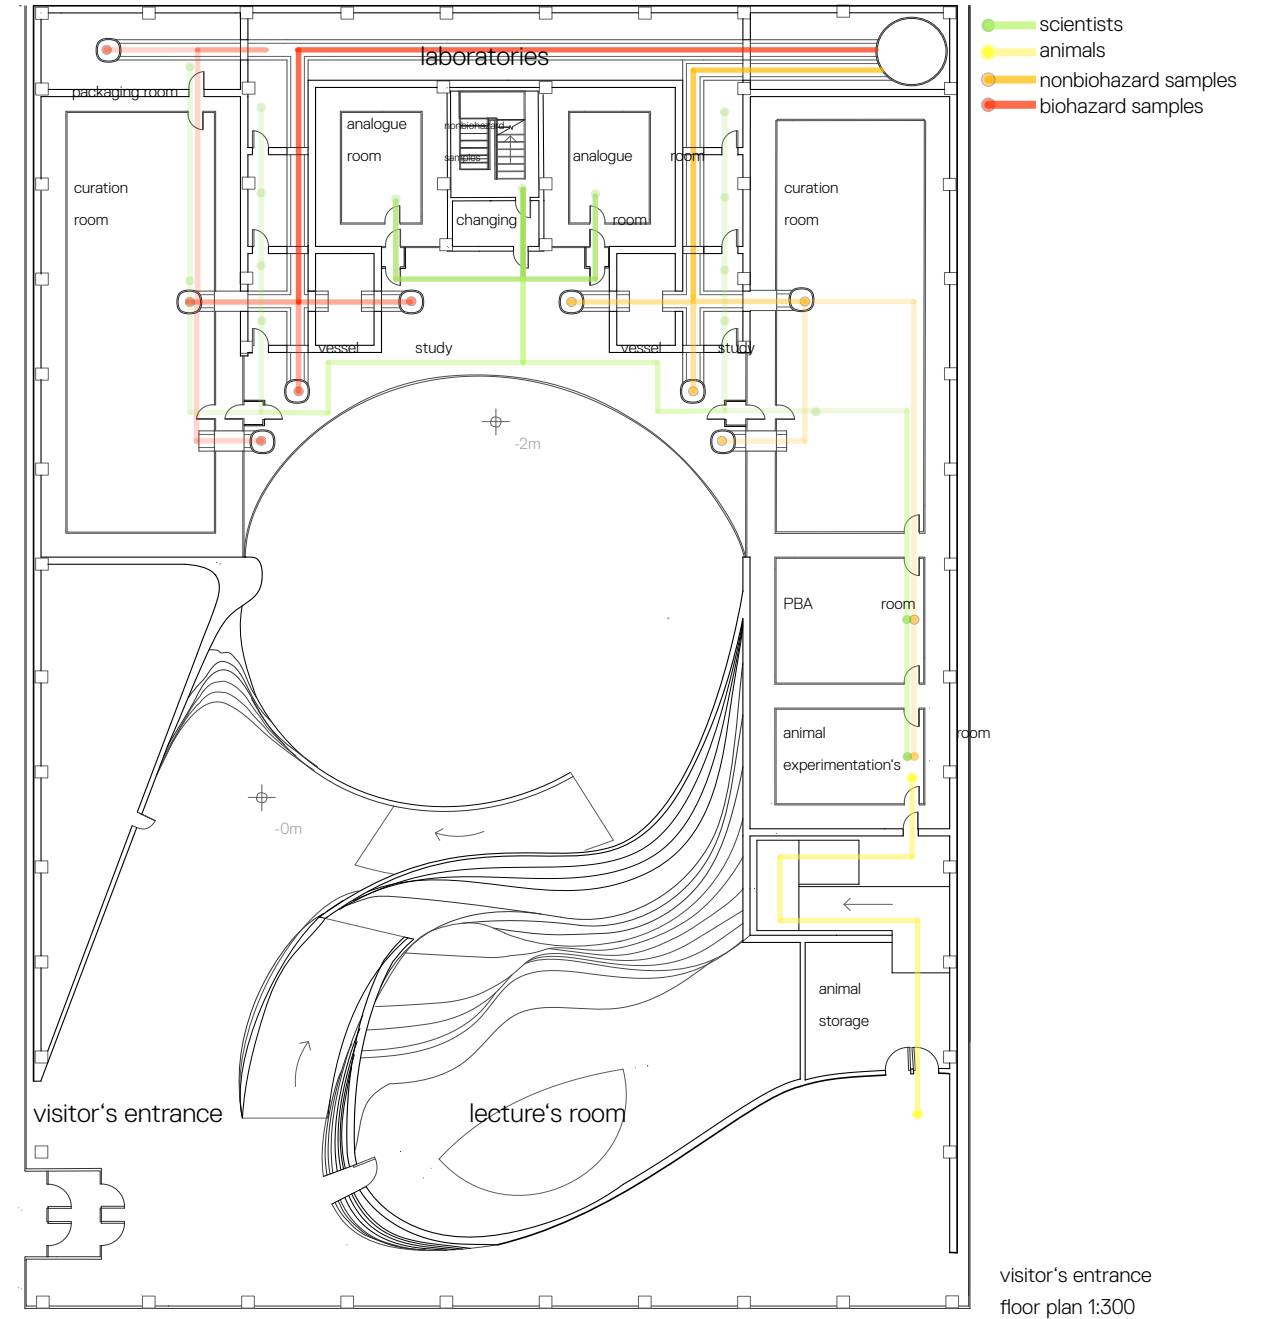 scientists
animals
nonbiohazard samples
biohazard samples
laboratories
packaging room
analogue
room
nonbiohazard
samples
analogue room
changing room
curation
room
curation
room
vessel study
vessel study
-2m
PBA room
animal room
experimentation‘s
-0m
animal
storage
visitor‘s entrance
lecture‘s room
visitor‘s entrance
floor plan 1:300